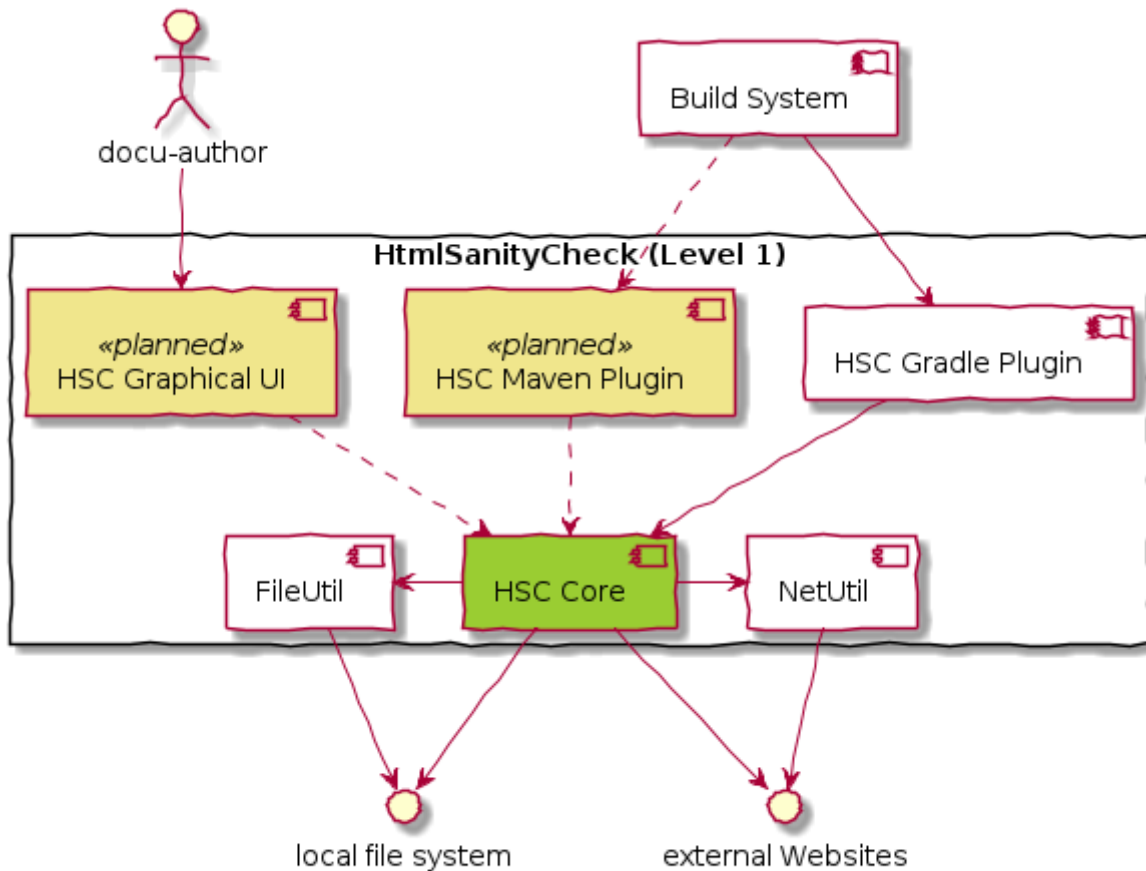 docu-author
Build System
HtmlSanityCheck (Level 1)
«planned»
HSC Graphical UI
«planned»
HSC Maven Plugin
HSC Gradle Plugin
FileUtil
HSC Core
NetUtil
local file system
external Websites